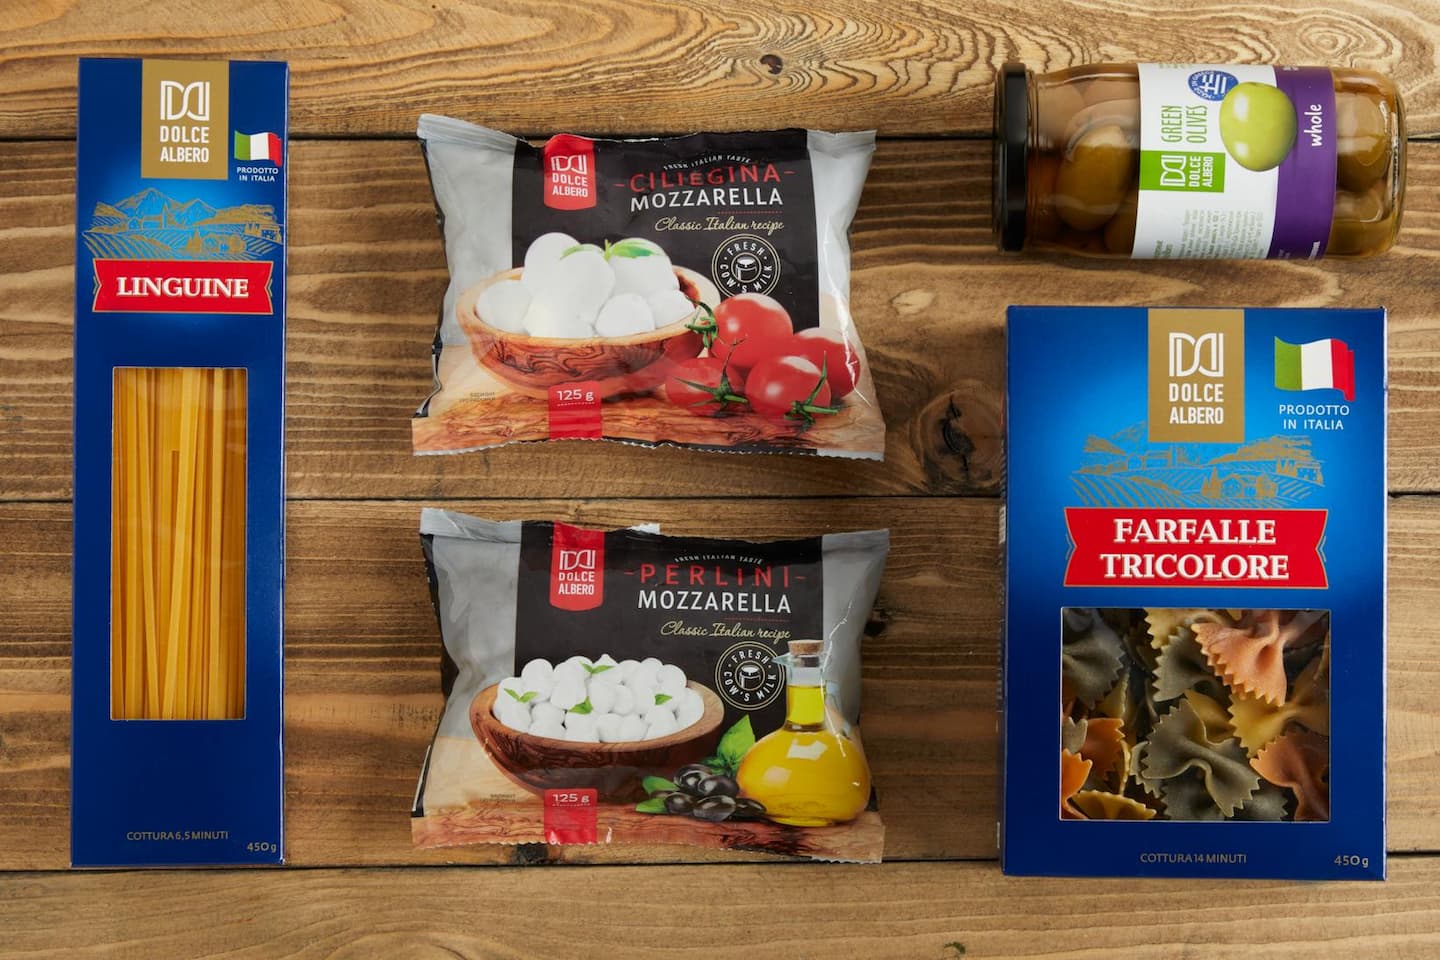 DOLCE
ALBERO
PRODOTTO
IN ITALIA
LINGUINE
COTTURA 6,5 MINUTI
450g
DOLCE
ALBERO
FRESH ITALIAN TASTE
-CILIEGINA-
MOZZARELLA
Classic Italian recipe
FRESH
COW'S MILK
125 g
DOLCE
ALBERO
FRESH ITALIAN TASTE
-PERLINI-
MOZZARELLA
Classic Italian recipe
FRESH
COW'S MILK
125 g
GREEN
OLIVES
DOLCE
ALBERO
whole
DOLCE
ALBERO
PRODOTTO
IN ITALIA
FARFALLE
TRICOLORE
COTTURA 14 MINUTI
450g